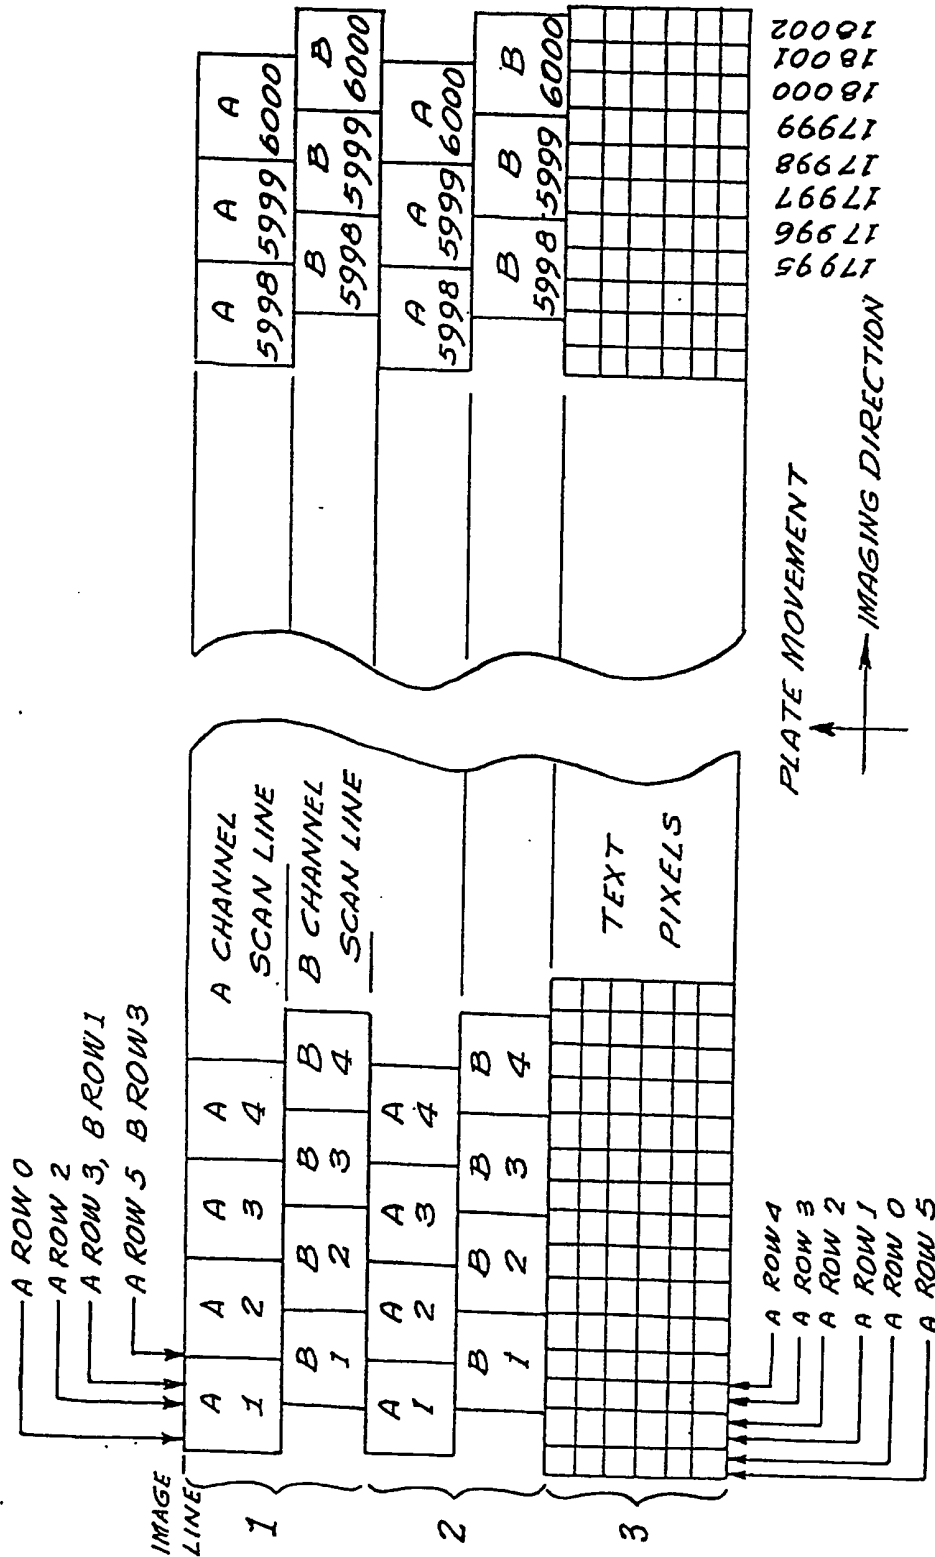 A ROW 0
A ROW 2
A ROW 3, B ROW 1
A ROW 5 B ROW 3
IMAGE
LINE
1
A
1
A
2
A
3
A
4
A CHANNEL
SCAN LINE
A
5998
A
5999
A
6000
B
1
B
2
B
3
B
4
B CHANNEL
SCAN LINE
B
5998
B
5999
B
6000
2
A
1
A
2
A
3
A
4
A
5998
A
5999
A
6000
B
1
B
2
B
3
B
4
B
5998
B
5999
B
6000
3
TEXT
PIXELS
A ROW 4
A ROW 3
A ROW 2
A ROW 1
A ROW 0
A ROW 5
17995
17996
17997
17998
17999
18000
18001
18002
PLATE MOVEMENT
IMAGING DIRECTION